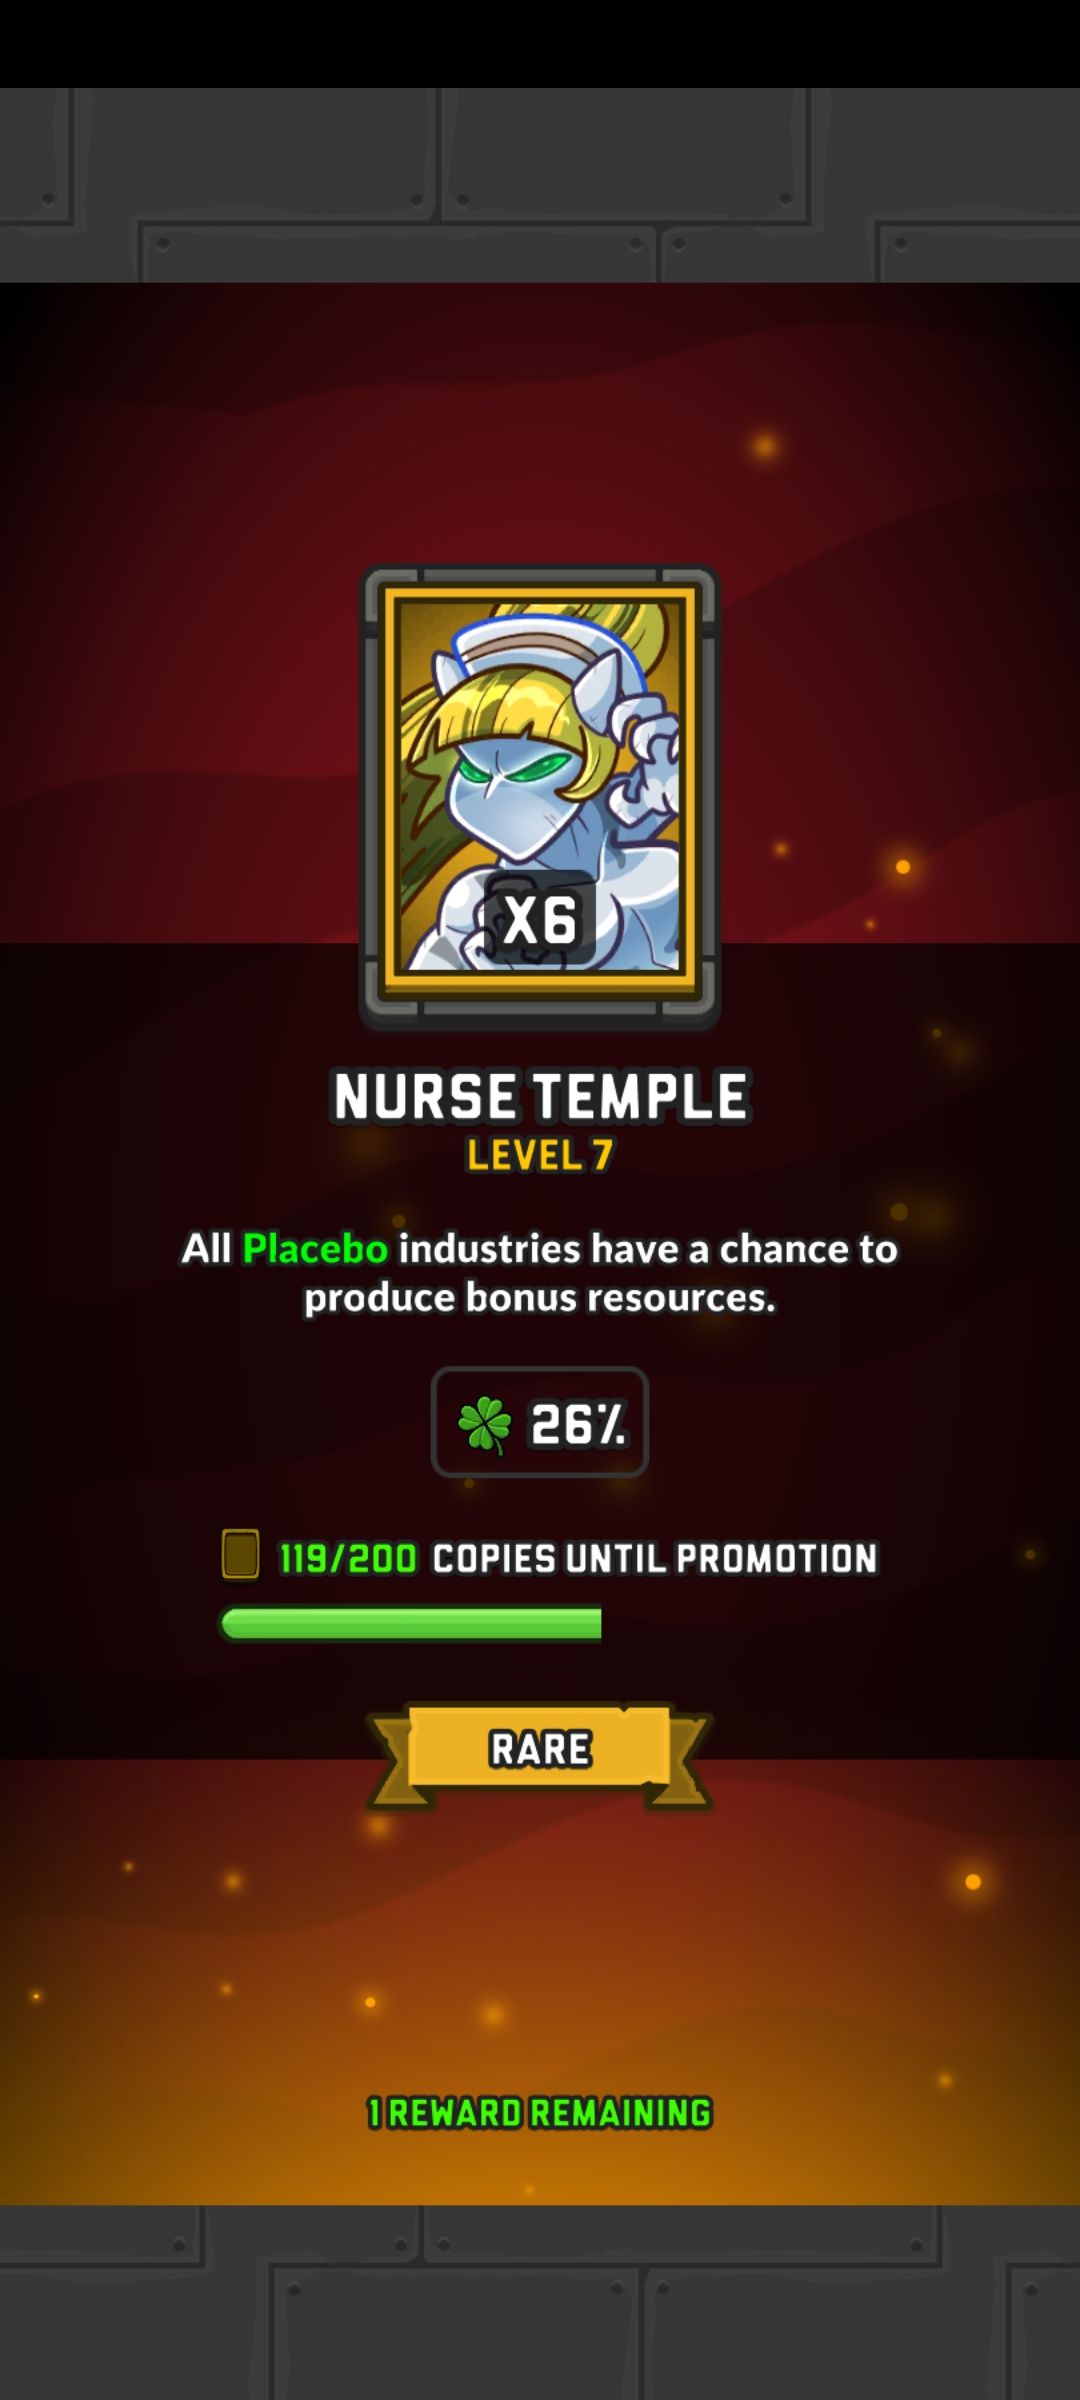 X6
NURSE TEMPLE
LEVEL 7
All Placebo industries have a chance to
produce bonus resources.
26%
119/200 COPIES UNTIL PROMOTION
RARE
1 REWARD REMAINING